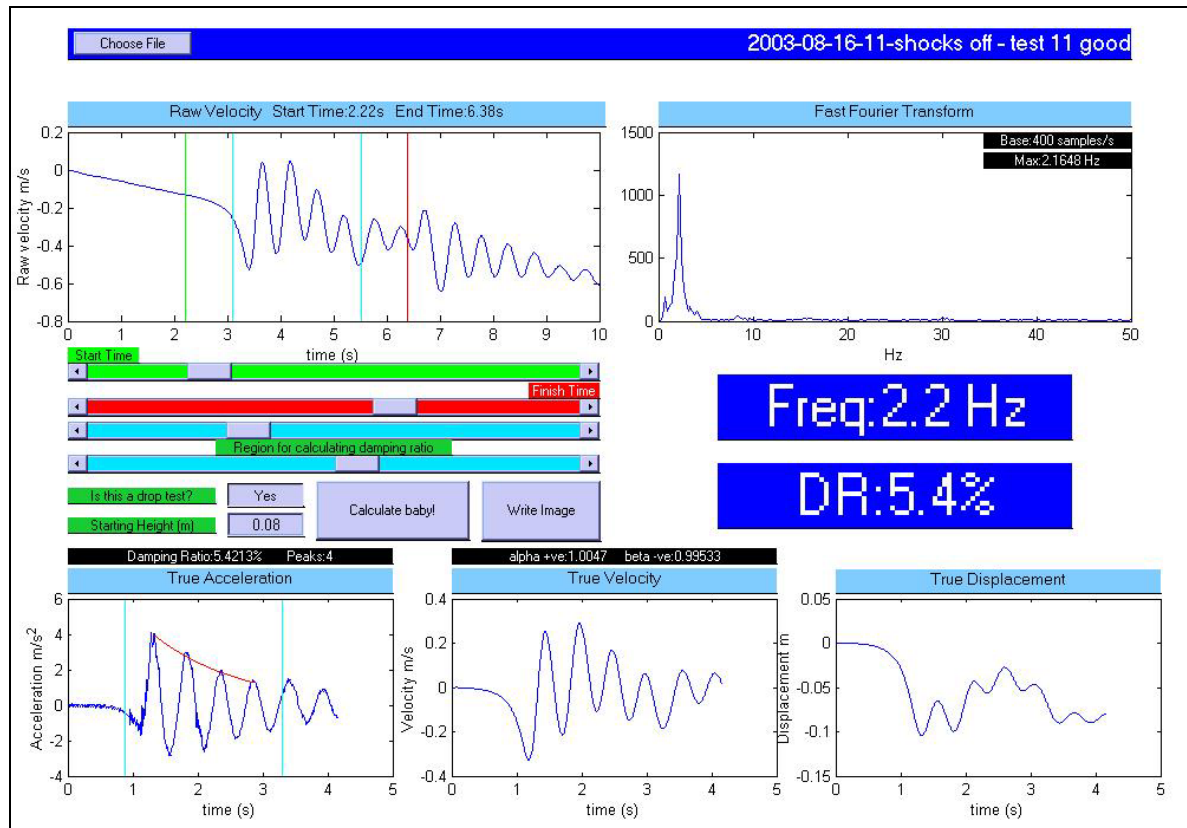 Choose File
2003-08-16-11-shocks off - test 11 good
Raw Velocity Start Time:2.22s End Time:6.38s
Raw velocity m/s
0.2
0
-0.2
-0.4
-0.6
-0.8
0 1 2 3 4 5 6 7 8 9 10
time (s)
Fast Fourier Transform
Base:400 samples/s
Max:2.1648 Hz
1500
1000
500
0
0 10 20 30 40 50
Hz
Start Time
Finish Time
Region for calculating damping ratio
Is this a drop test? Yes
Starting Height (m) 0.08
Calculate baby!
Write Image
Freq:2.2 Hz
DR:5.4%
Damping Ratio:5.4213% Peaks:4
True Acceleration
Acceleration m/s2
6
4
2
0
-2
-4
0 1 2 3 4 5
time (s)
alpha +ve:1.0047 beta -ve:0.99533
True Velocity
Velocity m/s
0.4
0.2
0
-0.2
-0.4
0 1 2 3 4 5
time (s)
True Displacement
Displacement m
0.05
0
-0.05
-0.1
-0.15
0 1 2 3 4 5
time (s)